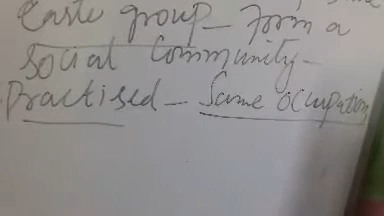 Caste group - form a
social Community -
Practised - Same occupation